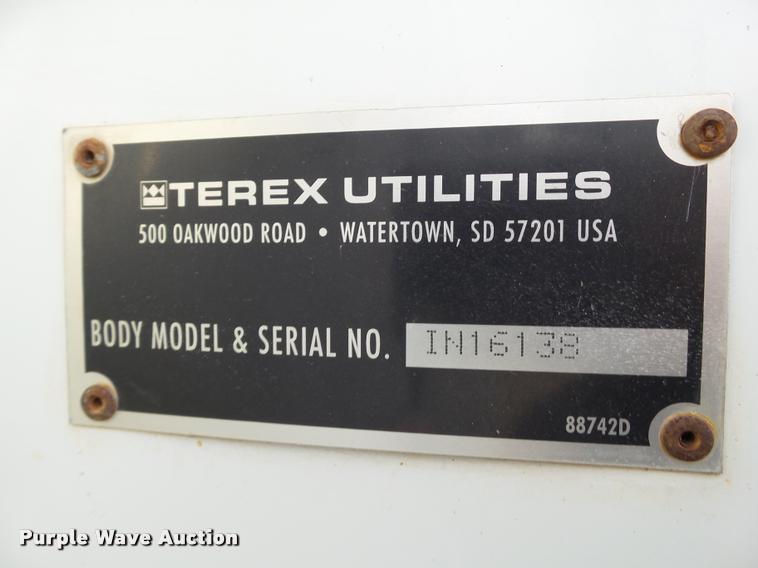 TEREX UTILITIES
500 OAKWOOD ROAD • WATERTOWN, SD 57201 USA
BODY MODEL & SERIAL NO. IN16138
88742D
Purple Wave Auction